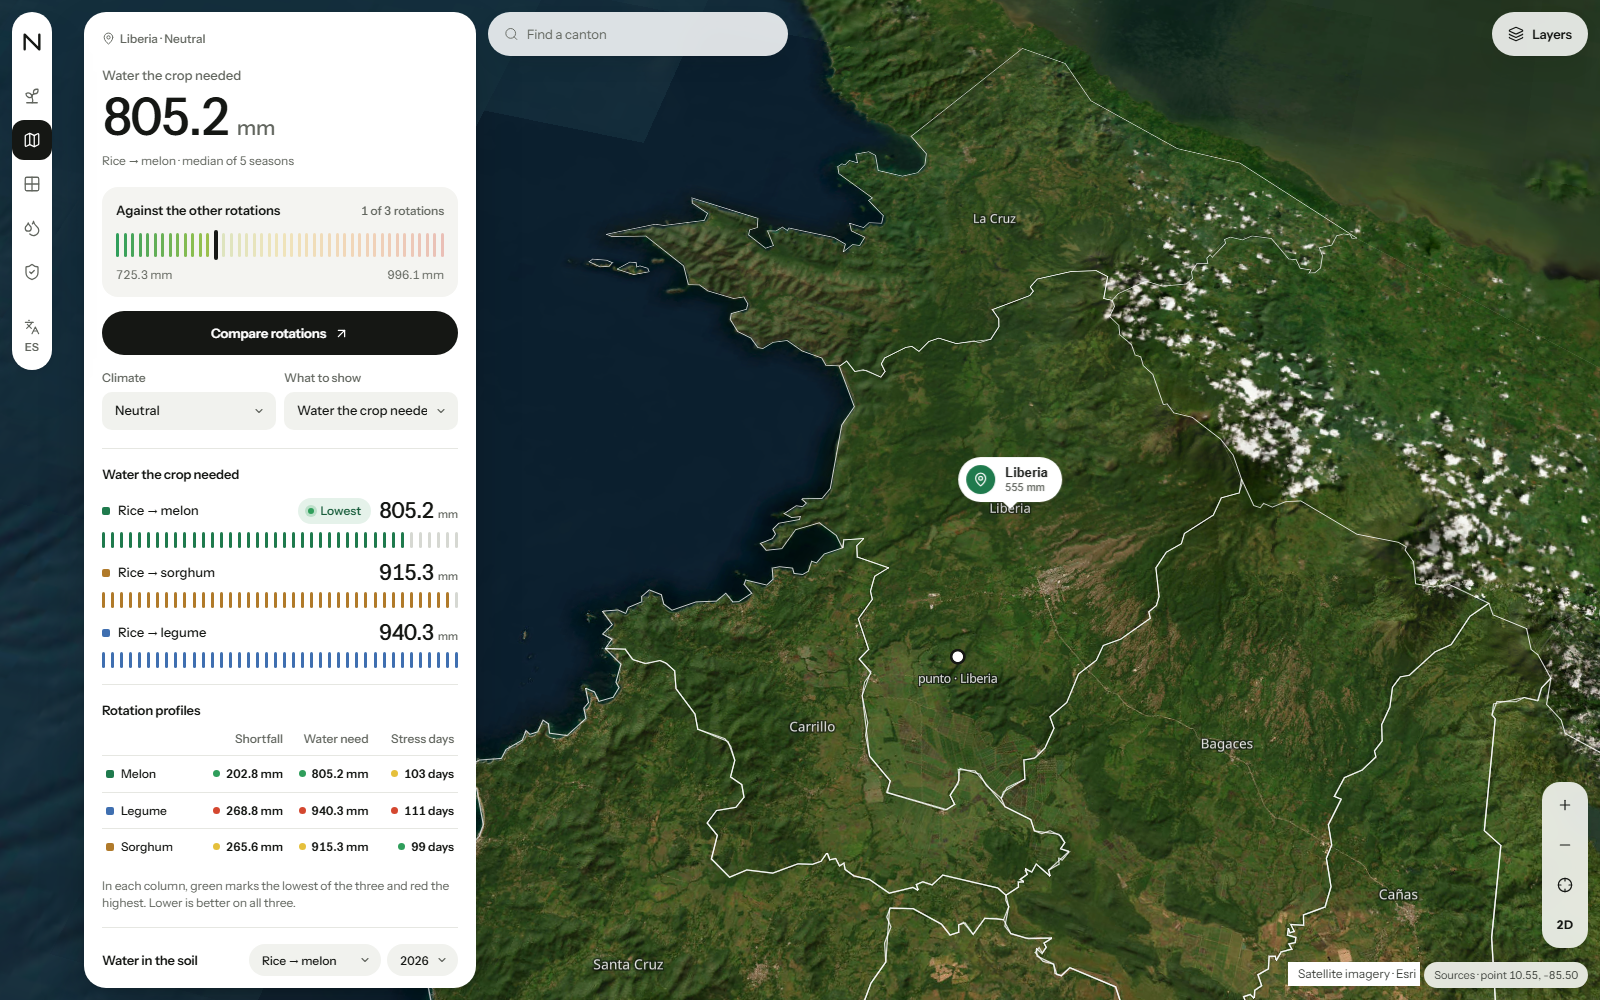 N
ES
Liberia · Neutral
Water the crop needed
805.2 mm
Rice → melon · median of 5 seasons
Against the other rotations
1 of 3 rotations
725.3 mm
996.1 mm
Compare rotations
Climate
What to show
Neutral
Water the crop neede
Water the crop needed
Rice → melon
Lowest
805.2 mm
Rice → sorghum
915.3 mm
Rice → legume
940.3 mm
Rotation profiles
Shortfall Water need Stress days
Melon 202.8 mm 805.2 mm 103 days
Legume 268.8 mm 940.3 mm 111 days
Sorghum 265.6 mm 915.3 mm 99 days
In each column, green marks the lowest of the three and red the
highest. Lower is better on all three.
Water in the soil
Rice → melon
2026
Find a canton
Layers
La Cruz
Liberia
555 mm
Liberia
punto · Liberia
Carrillo
Bagaces
Cañas
Santa Cruz
2D
Satellite imagery · Esri
Sources · point 10.55, -85.50